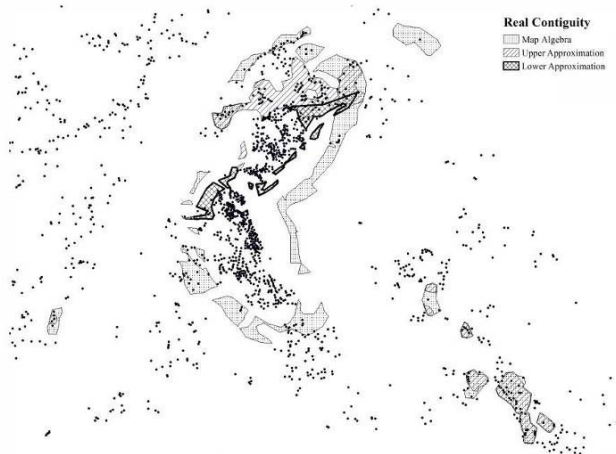 Real Contiguity
Map Algebra
Upper Approximation
Lower Approximation